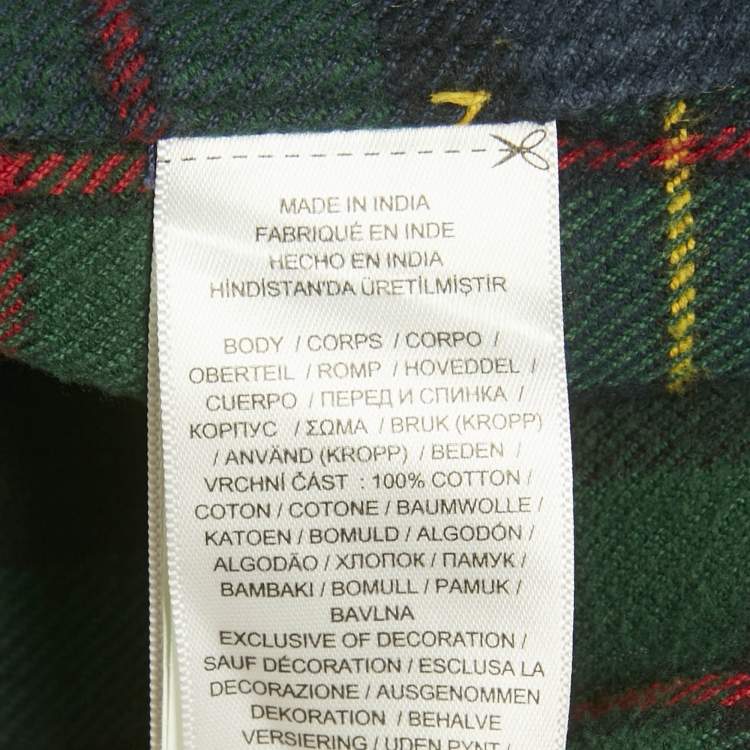 MADE IN INDIA
FABRIQUÉ EN INDE
HECHO EN INDIA
HİNDİSTAN'DA ÜRETİLMİŞTİR
BODY / CORPS / CORPO /
OBERTEIL / ROMP / HOVEDDEL /
CUERPO / ПЕРЕД И СПИНКА /
КОРПУС / ΣΩΜΑ / BRUK (KROPP)
/ ANVÄND (KROPP) / BEDEN /
VRCHNÍ ČÁST : 100% COTTON /
COTON / COTONE / BAUMWOLLE /
KATOEN / BOMULD / ALGODÓN /
ALGODÃO / ХЛОПОК / ПАМУК /
BAMBAKI / BOMULL / PAMUK /
BAVLNA
EXCLUSIVE OF DECORATION /
SAUF DÉCORATION / ESCLUSA LA
DECORAZIONE / AUSGENOMMEN
DEKORATION / BEHALVE
VERSIERING / UDEN PYNT /